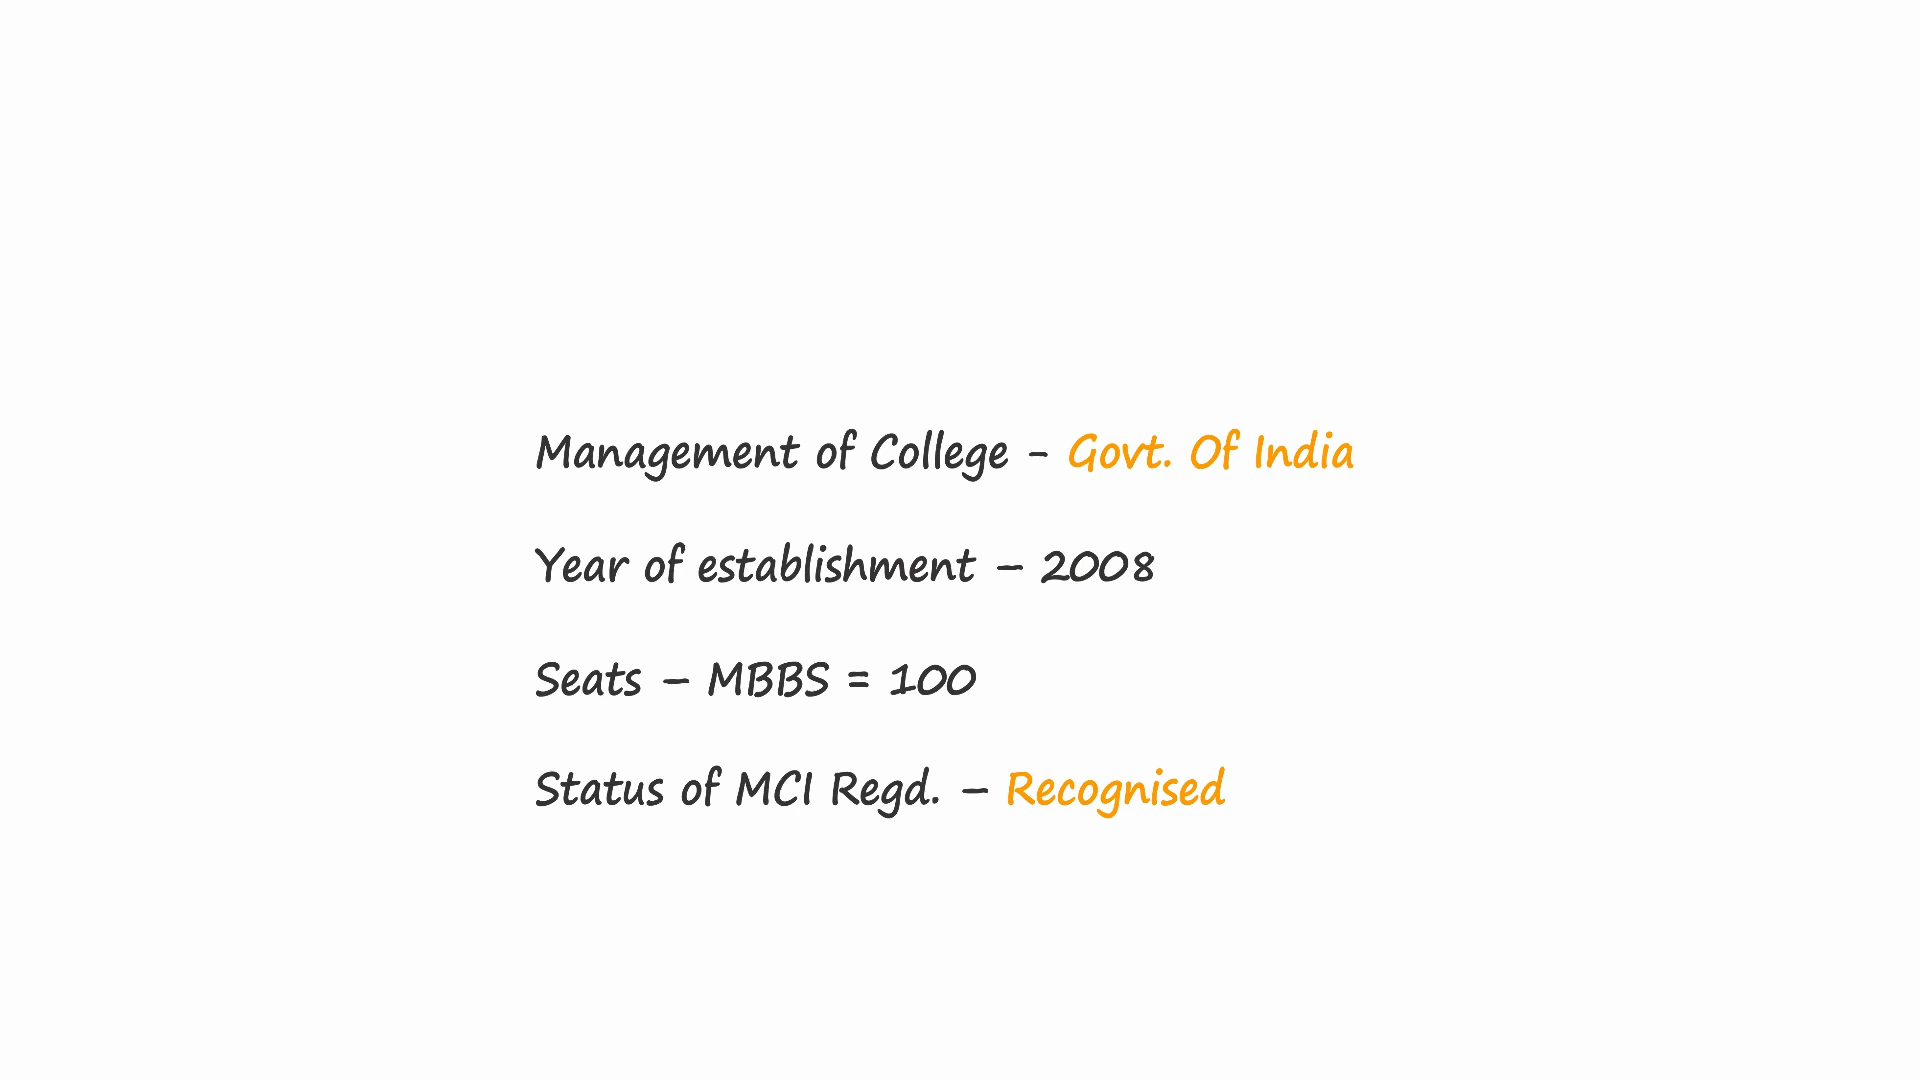 Management of College - Govt. Of India
Year of establishment – 2008
Seats – MBBS = 100
Status of MCI Regd. – Recognised